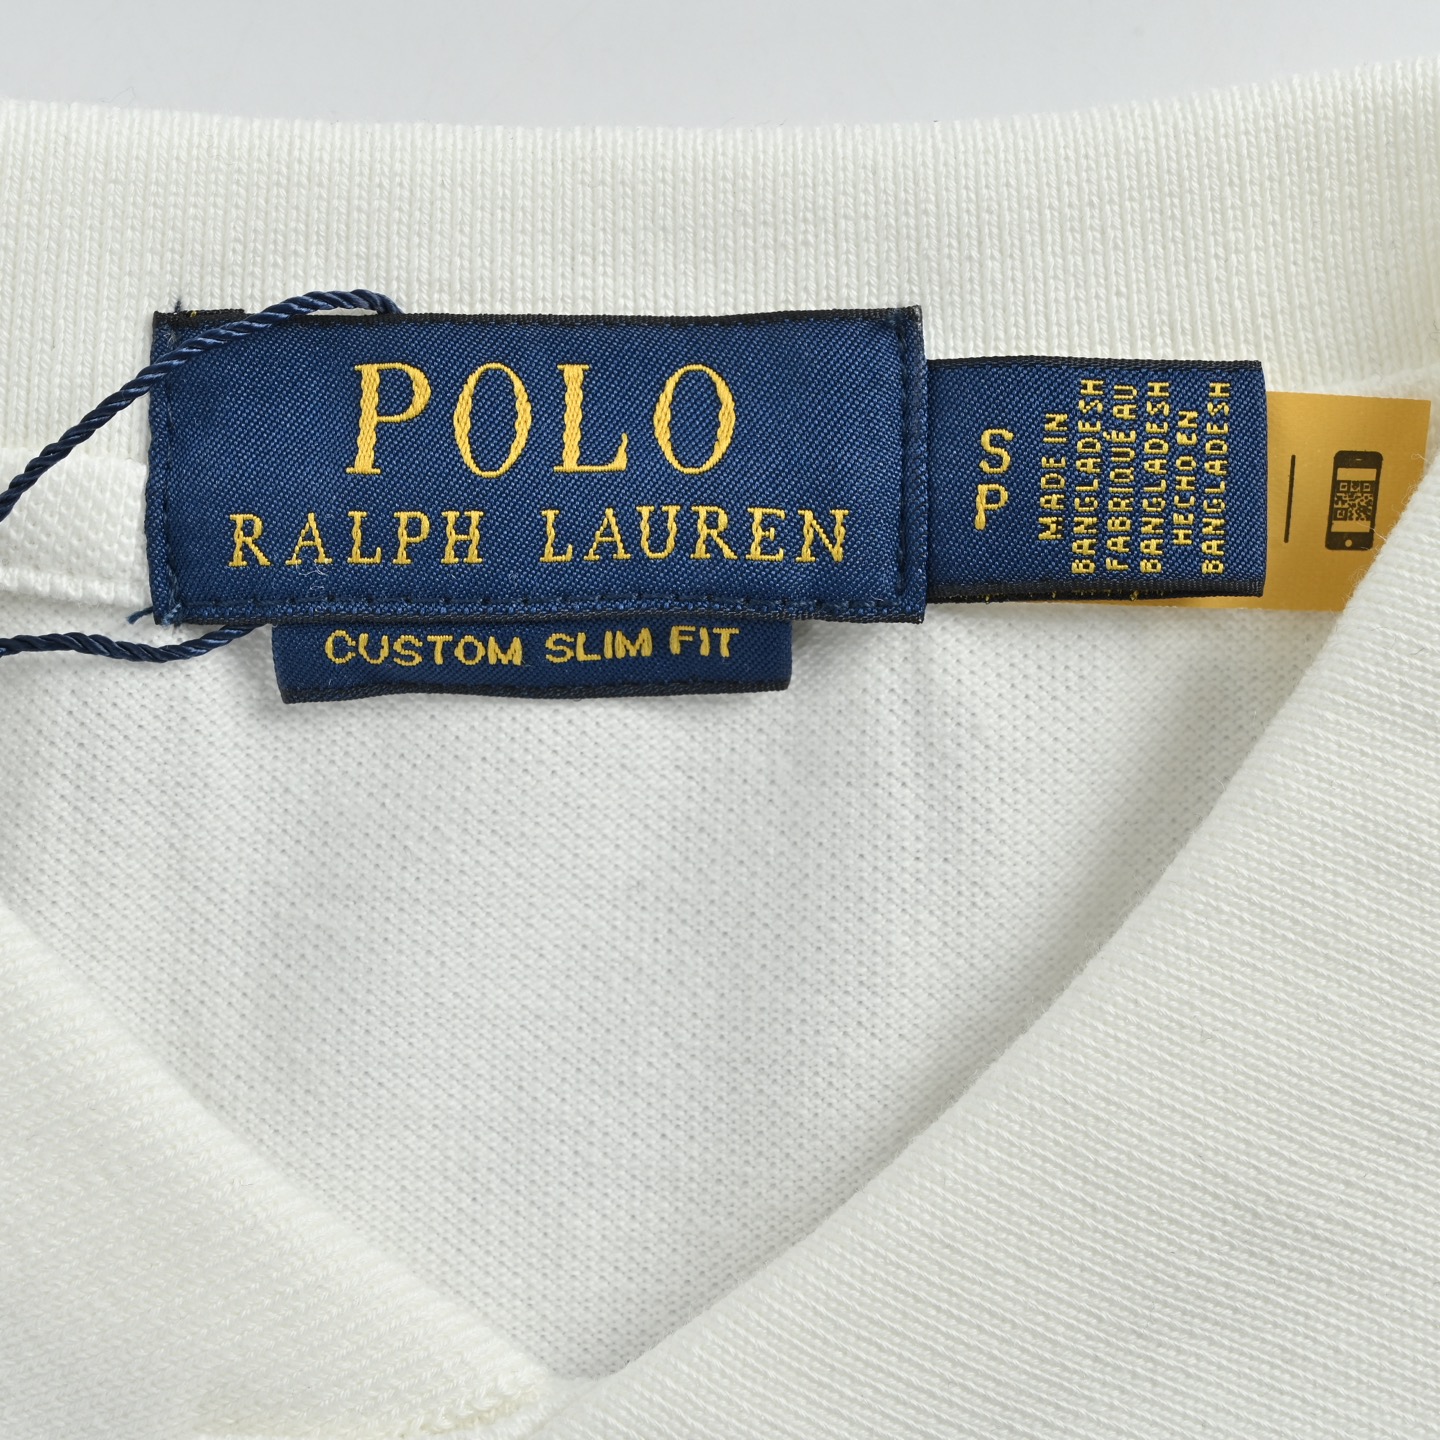 POLO
RALPH LAUREN
CUSTOM SLIM FIT
S
P
MADE IN
BANGLADESH
FABRIQUÉ AU
BANGLADESH
HECHO EN
BANGLADESH